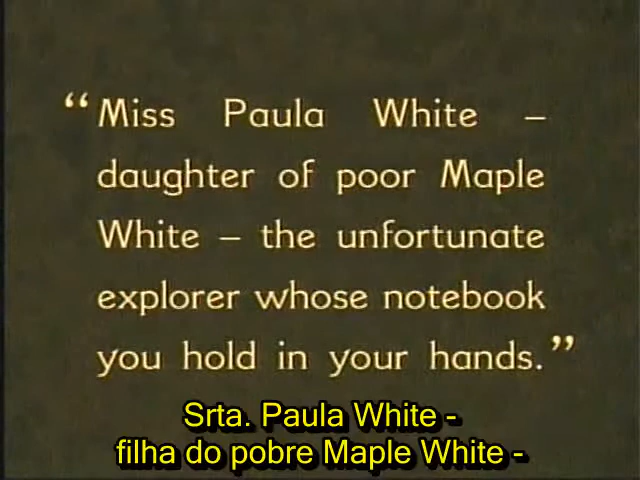 “Miss Paula White –
daughter of poor Maple
White – the unfortunate
explorer whose notebook
you hold in your hands.”
Srta. Paula White -
filha do pobre Maple White -